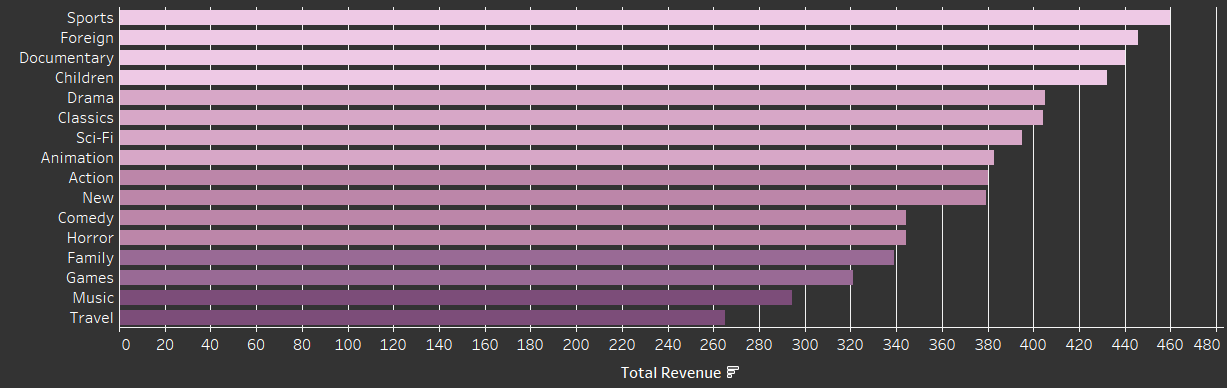 Sports
Foreign
Documentary
Children
Drama
Classics
Sci-Fi
Animation
Action
New
Comedy
Horror
Family
Games
Music
Travel
0 20 40 60 80 100 120 140 160 180 200 220 240 260 280 300 320 340 360 380 400 420 440 460 480
Total Revenue